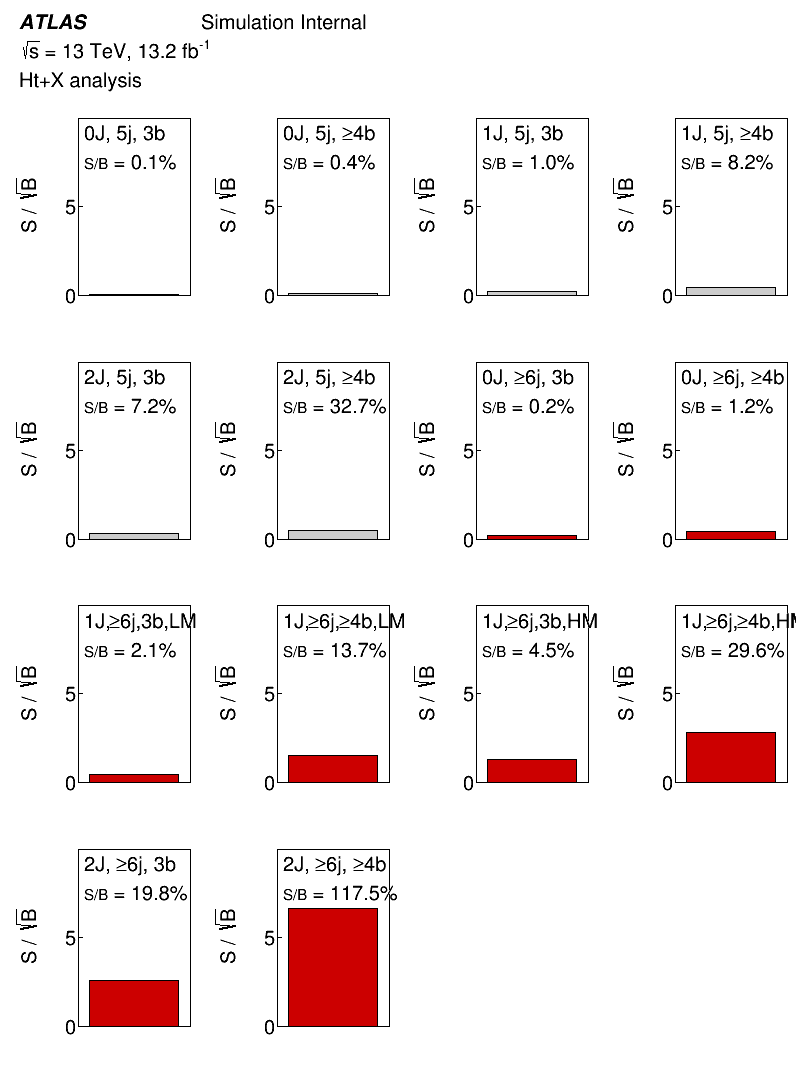 ATLAS Simulation Internal
√s = 13 TeV, 13.2 fb⁻¹
Ht+X analysis
0J, 5j, 3b
S/B = 0.1%
S / √B
5
0
0J, 5j, ≥4b
S/B = 0.4%
S / √B
5
0
1J, 5j, 3b
S/B = 1.0%
S / √B
5
0
1J, 5j, ≥4b
S/B = 8.2%
S / √B
5
0
2J, 5j, 3b
S/B = 7.2%
S / √B
5
0
2J, 5j, ≥4b
S/B = 32.7%
S / √B
5
0
0J, ≥6j, 3b
S/B = 0.2%
S / √B
5
0
0J, ≥6j, ≥4b
S/B = 1.2%
S / √B
5
0
1J,≥6j,3b,LM
S/B = 2.1%
S / √B
5
0
1J,≥6j,≥4b,LM
S/B = 13.7%
S / √B
5
0
1J,≥6j,3b,HM
S/B = 4.5%
S / √B
5
0
1J,≥6j,≥4b,HM
S/B = 29.6%
S / √B
5
0
2J, ≥6j, 3b
S/B = 19.8%
S / √B
5
0
2J, ≥6j, ≥4b
S/B = 117.5%
S / √B
5
0